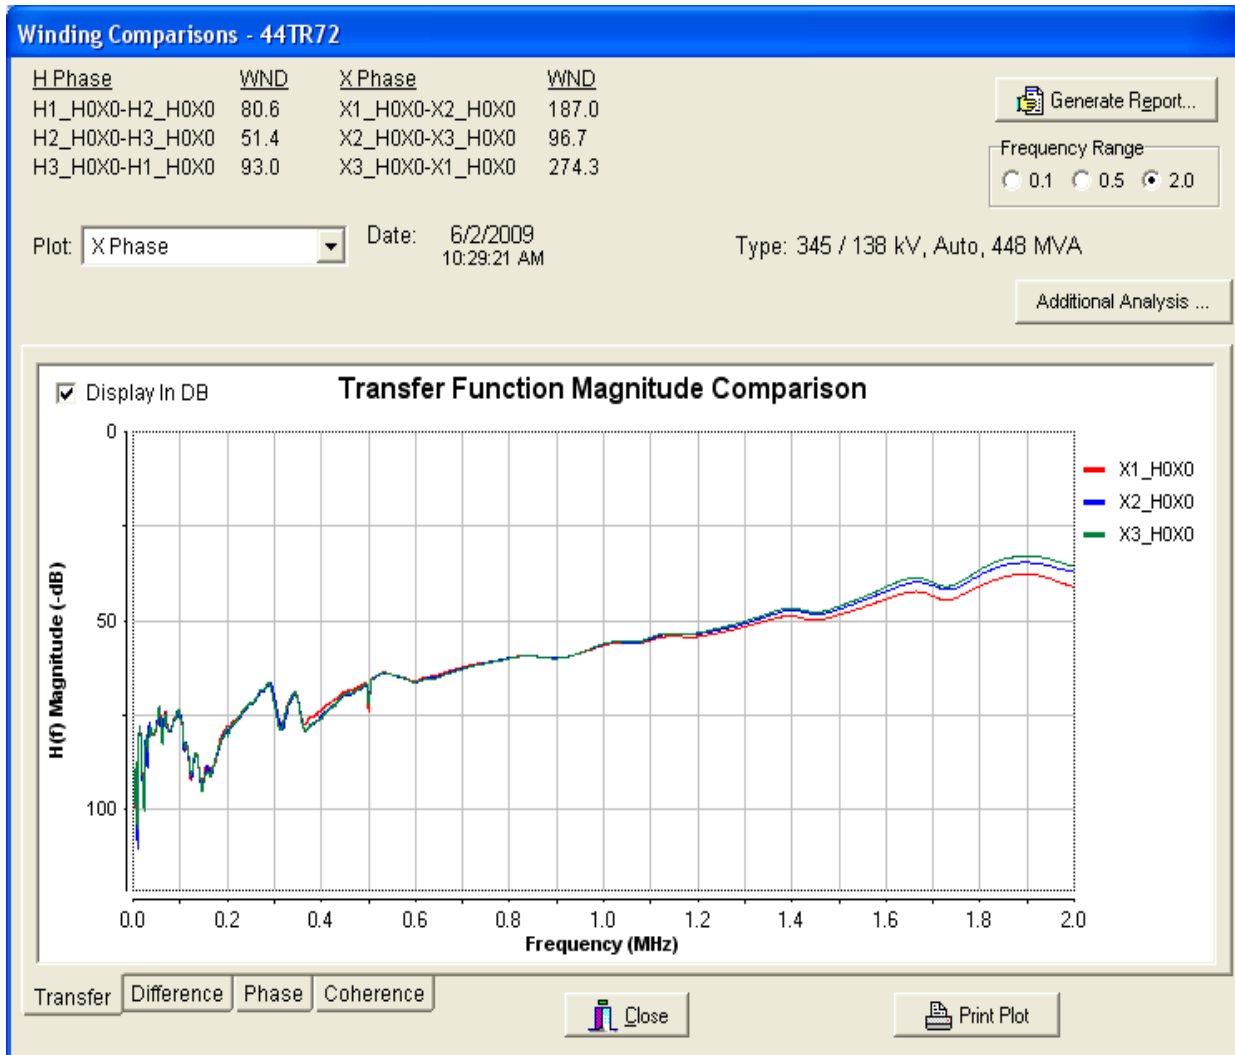 Winding Comparisons - 44TR72
H Phase WND X Phase WND
H1_H0X0-H2_H0X0 80.6 X1_H0X0-X2_H0X0 187.0
H2_H0X0-H3_H0X0 51.4 X2_H0X0-X3_H0X0 96.7
H3_H0X0-H1_H0X0 93.0 X3_H0X0-X1_H0X0 274.3
Generate Report...
Frequency Range
0.1 0.5 2.0
Plot: X Phase Date: 6/2/2009
10:29:21 AM
Type: 345 / 138 kV, Auto, 448 MVA
Additional Analysis ...
Display In DB
Transfer Function Magnitude Comparison
0
50
100
H(f) Magnitude (-dB)
X1_H0X0
X2_H0X0
X3_H0X0
0.0 0.2 0.4 0.6 0.8 1.0 1.2 1.4 1.6 1.8 2.0
Frequency (MHz)
Transfer Difference Phase Coherence
Close
Print Plot